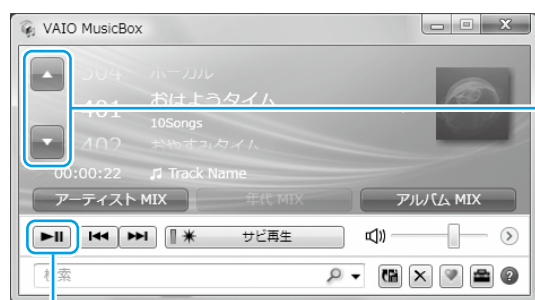 VAIO MusicBox
304 ボーカル
401 おはようタイム
10Songs
402 おやすみタイム
00:00:22 Track Name
アーティスト MIX 年代 MIX アルバム MIX
サビ再生
検索